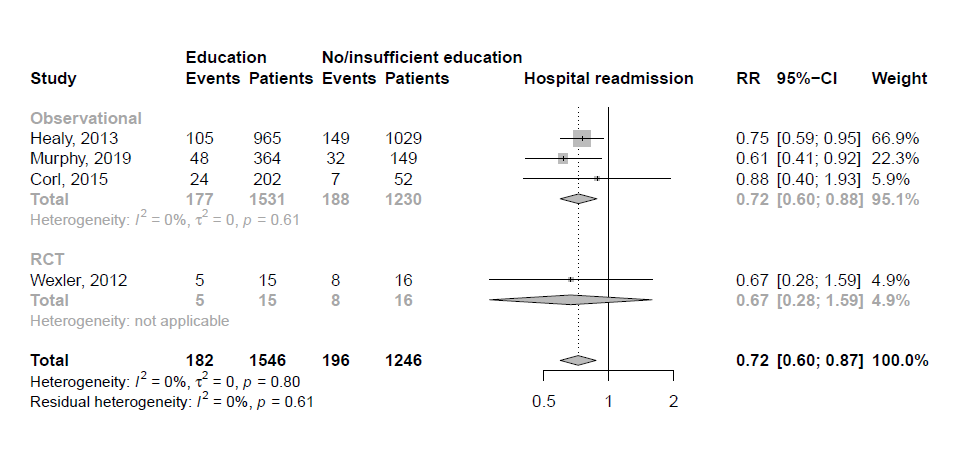 Education No/insufficient education
Study Events Patients Events Patients Hospital readmission RR 95%−CI Weight
Observational
Healy, 2013 105 965 149 1029 0.75 [0.59; 0.95] 66.9%
Murphy, 2019 48 364 32 149 0.61 [0.41; 0.92] 22.3%
Corl, 2015 24 202 7 52 0.88 [0.40; 1.93] 5.9%
Total 177 1531 188 1230 0.72 [0.60; 0.88] 95.1%
Heterogeneity: I² = 0%, τ² = 0, p = 0.61
RCT
Wexler, 2012 5 15 8 16 0.67 [0.28; 1.59] 4.9%
Total 5 15 8 16 0.67 [0.28; 1.59] 4.9%
Heterogeneity: not applicable
Total 182 1546 196 1246 0.72 [0.60; 0.87] 100.0%
Heterogeneity: I² = 0%, τ² = 0, p = 0.80
Residual heterogeneity: I² = 0%, p = 0.61
0.5 1 2